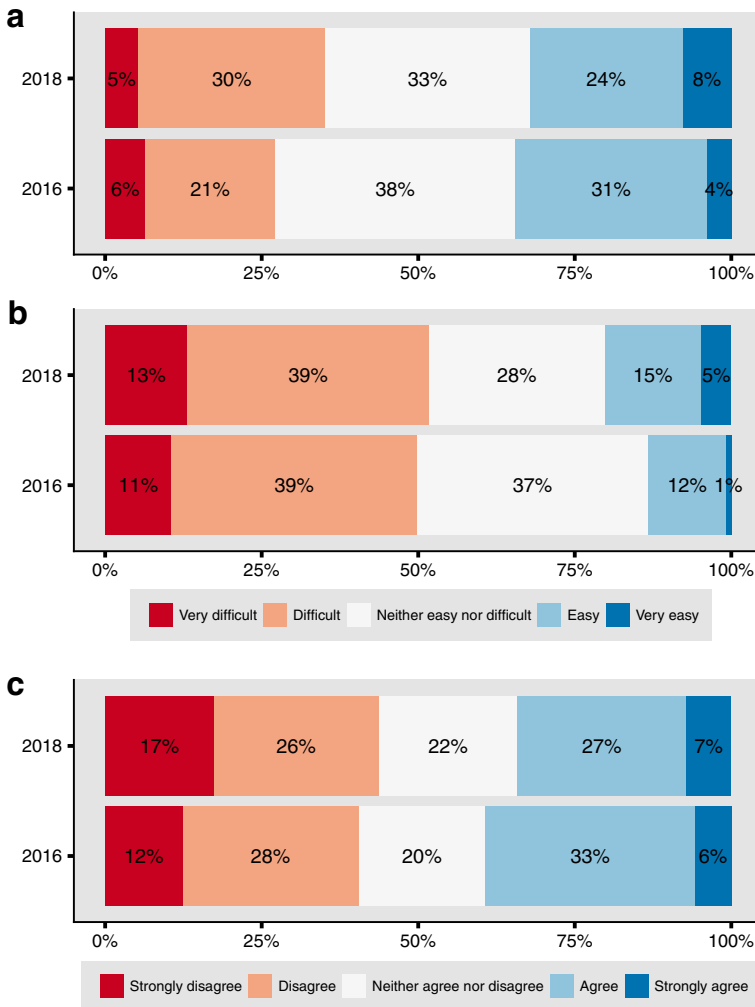 a
2018 5% 30% 33% 24% 8%
2016 6% 21% 38% 31% 4%
0% 25% 50% 75% 100%
b
2018 13% 39% 28% 15% 5%
2016 11% 39% 37% 12% 1%
0% 25% 50% 75% 100%
Very difficult Difficult Neither easy nor difficult Easy Very easy
c
2018 17% 26% 22% 27% 7%
2016 12% 28% 20% 33% 6%
0% 25% 50% 75% 100%
Strongly disagree Disagree Neither agree nor disagree Agree Strongly agree